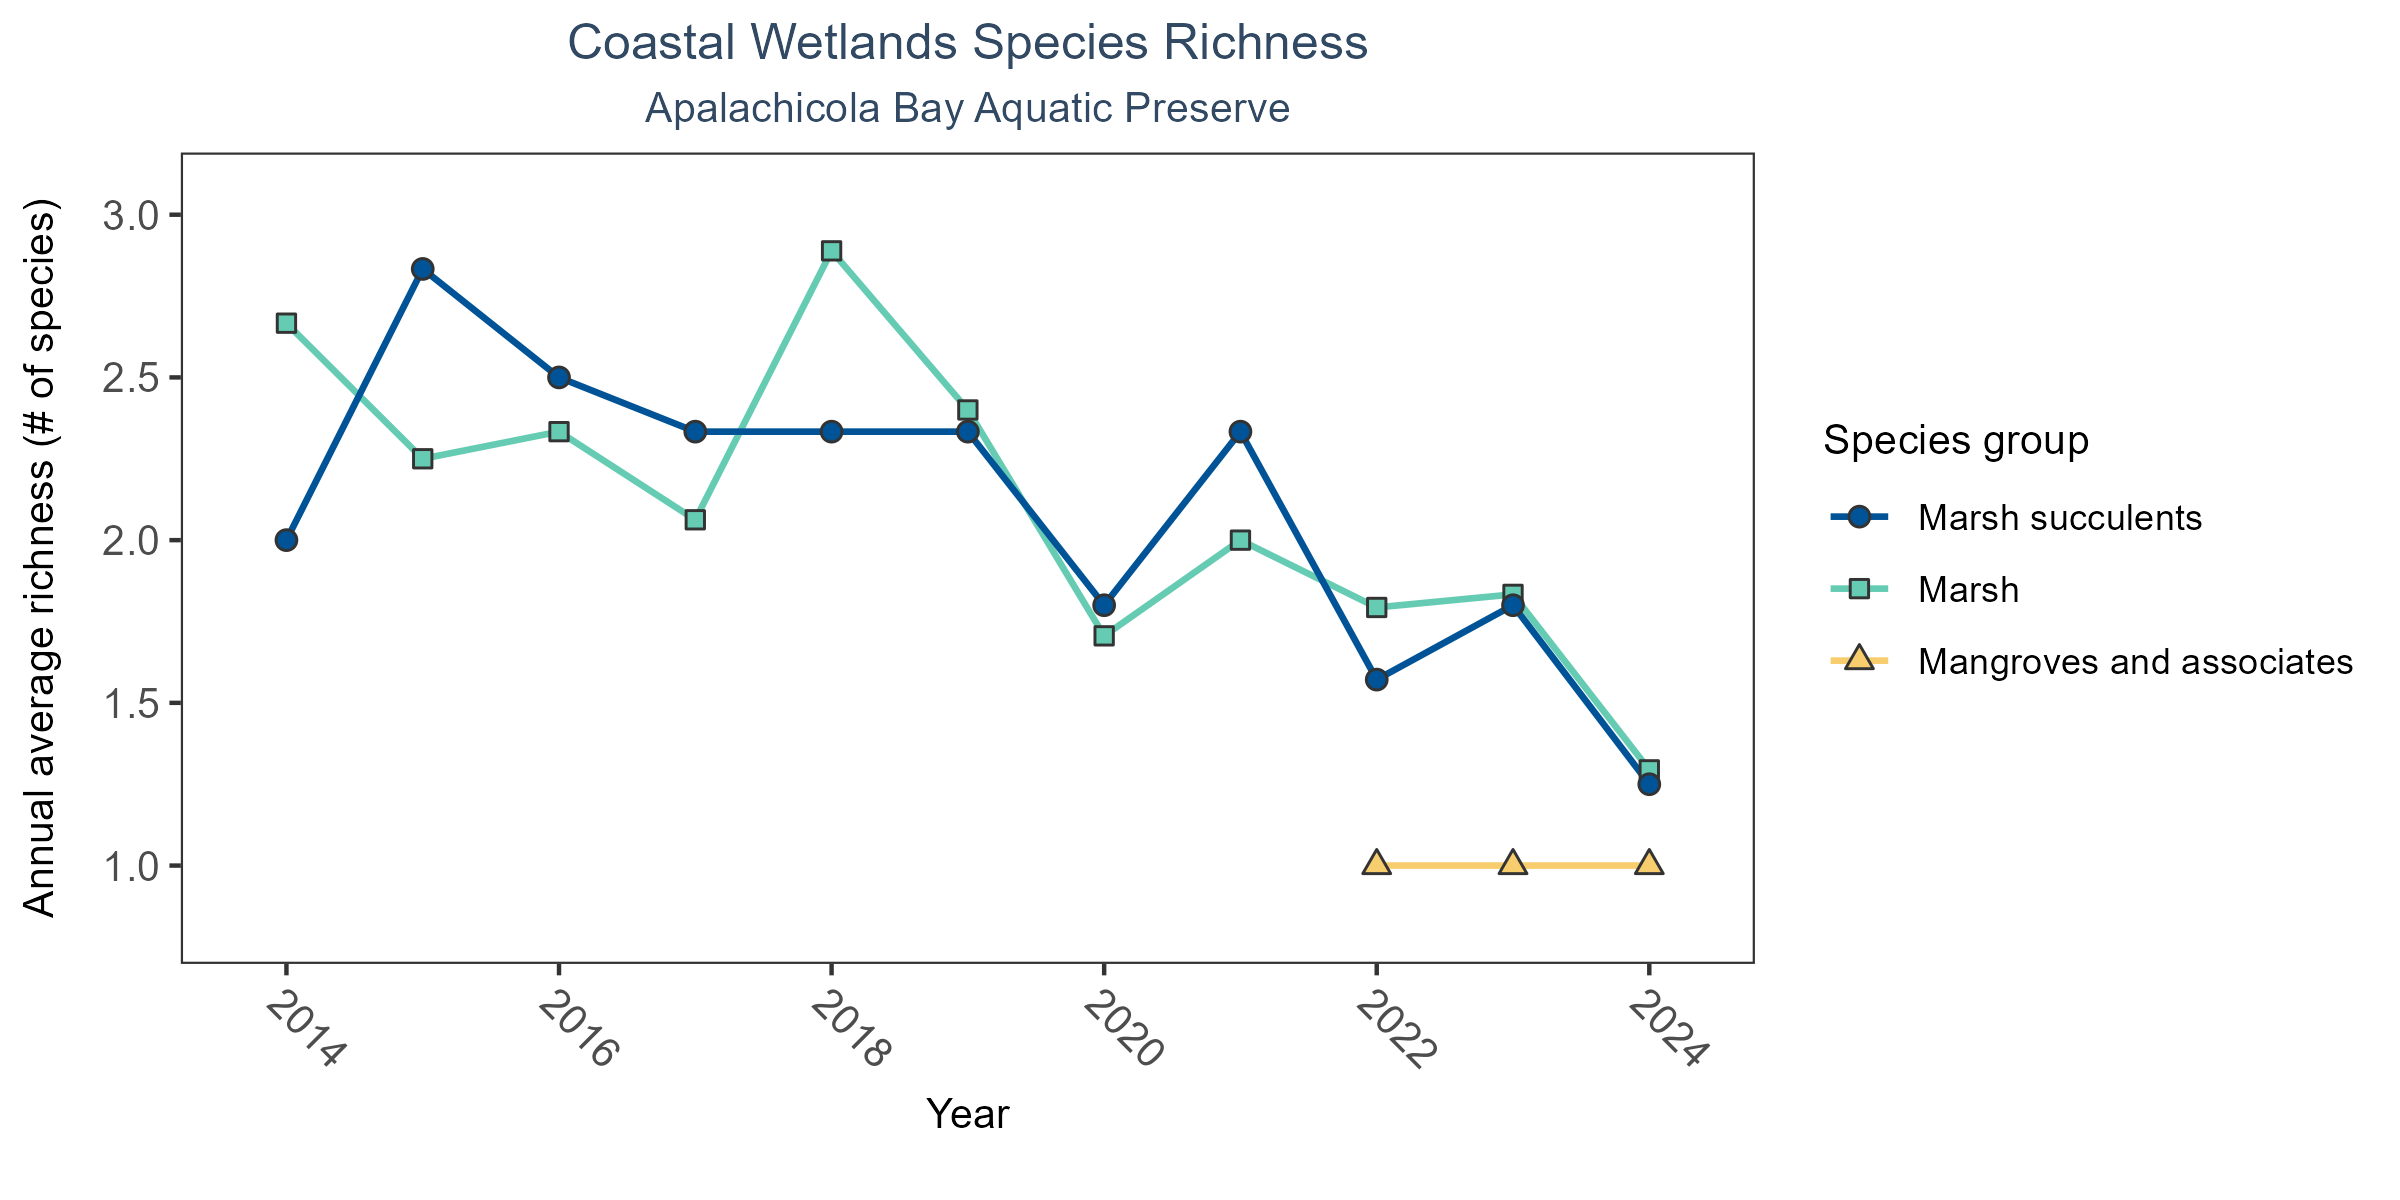 Coastal Wetlands Species Richness
Apalachicola Bay Aquatic Preserve
Annual average richness (# of species)
3.0
2.5
2.0
1.5
1.0
2014
2016
2018
2020
2022
2024
Year
Species group
Marsh succulents
Marsh
Mangroves and associates